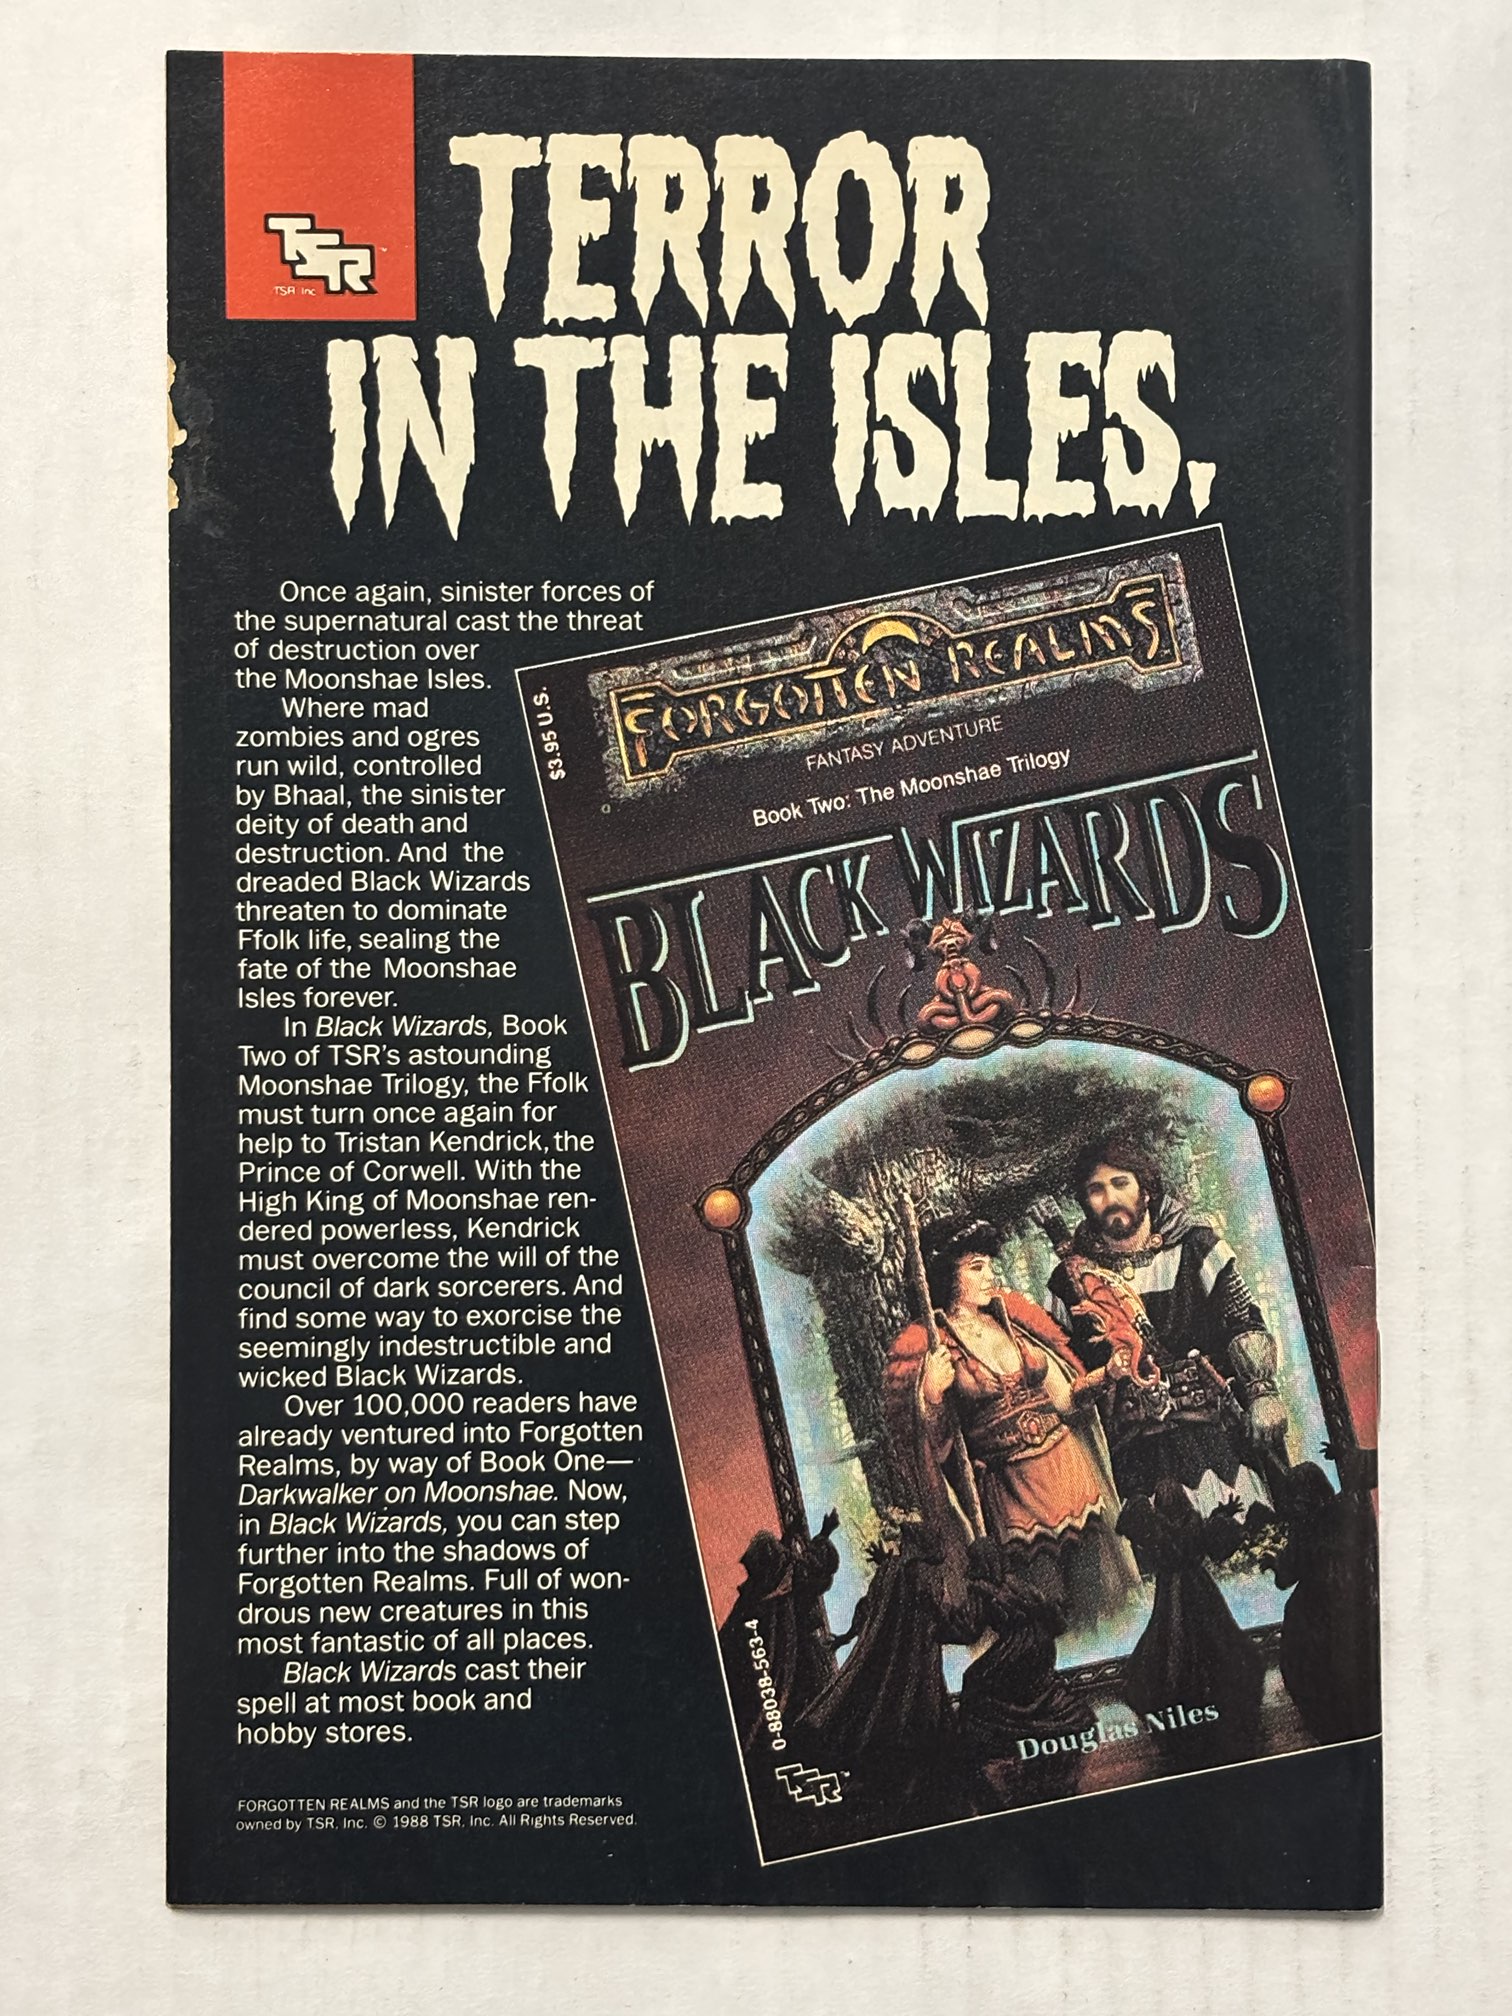 TSR™
TSR Inc
TERROR
IN THE ISLES.
Once again, sinister forces of
the supernatural cast the threat
of destruction over
the Moonshae Isles.
Where mad
zombies and ogres
run wild, controlled
by Bhaal, the sinister
deity of death and
destruction. And the
dreaded Black Wizards
threaten to dominate
Ffolk life, sealing the
fate of the Moonshae
Isles forever.
In Black Wizards, Book
Two of TSR's astounding
Moonshae Trilogy, the Ffolk
must turn once again for
help to Tristan Kendrick, the
Prince of Corwell. With the
High King of Moonshae ren-
dered powerless, Kendrick
must overcome the will of the
council of dark sorcerers. And
find some way to exorcise the
seemingly indestructible and
wicked Black Wizards.
Over 100,000 readers have
already ventured into Forgotten
Realms, by way of Book One—
Darkwalker on Moonshae. Now,
in Black Wizards, you can step
further into the shadows of
Forgotten Realms. Full of won-
drous new creatures in this
most fantastic of all places.
Black Wizards cast their
spell at most book and
hobby stores.
FORGOTTEN REALMS and the TSR logo are trademarks
owned by TSR, Inc. © 1988 TSR, Inc. All Rights Reserved.
$3.95 U.S.
FORGOTTEN REALMS
FANTASY ADVENTURE
Book Two: The Moonshae Trilogy
BLACK WIZARDS
0-88038-563-4
Douglas Niles
TSR™